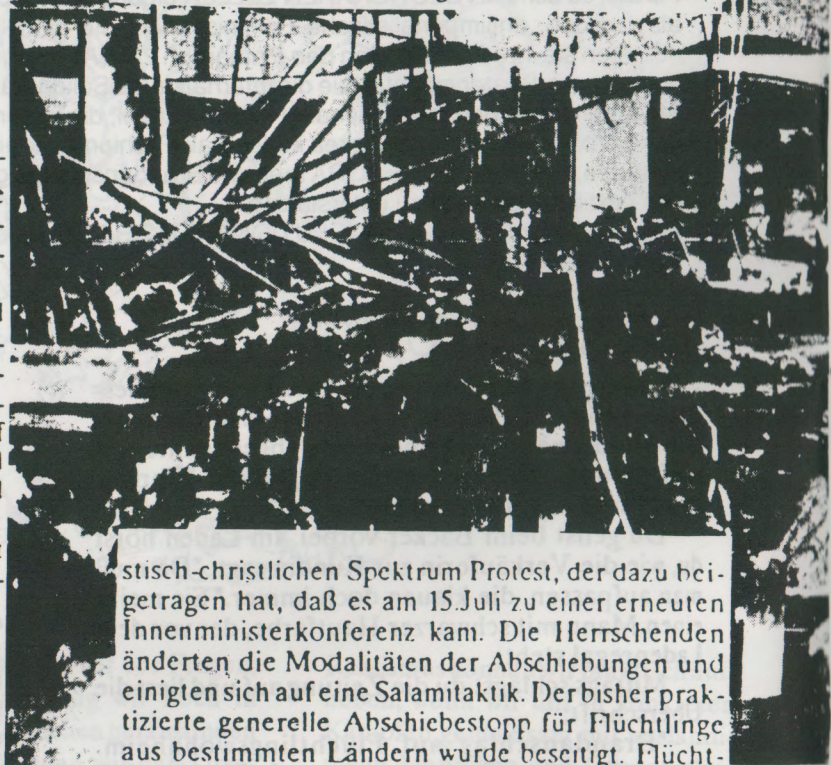 stisch-christlichen Spektrum Protest, der dazu bei-
getragen hat, daß es am 15.Juli zu einer erneuten
Innenministerkonferenz kam. Die Herrschenden
änderten die Modalitäten der Abschiebungen und
einigten sich auf eine Salamitaktik. Der bisher prak-
tizierte generelle Abschiebestopp für Flüchtlinge
aus bestimmten Ländern wurde beseitigt. Flücht-